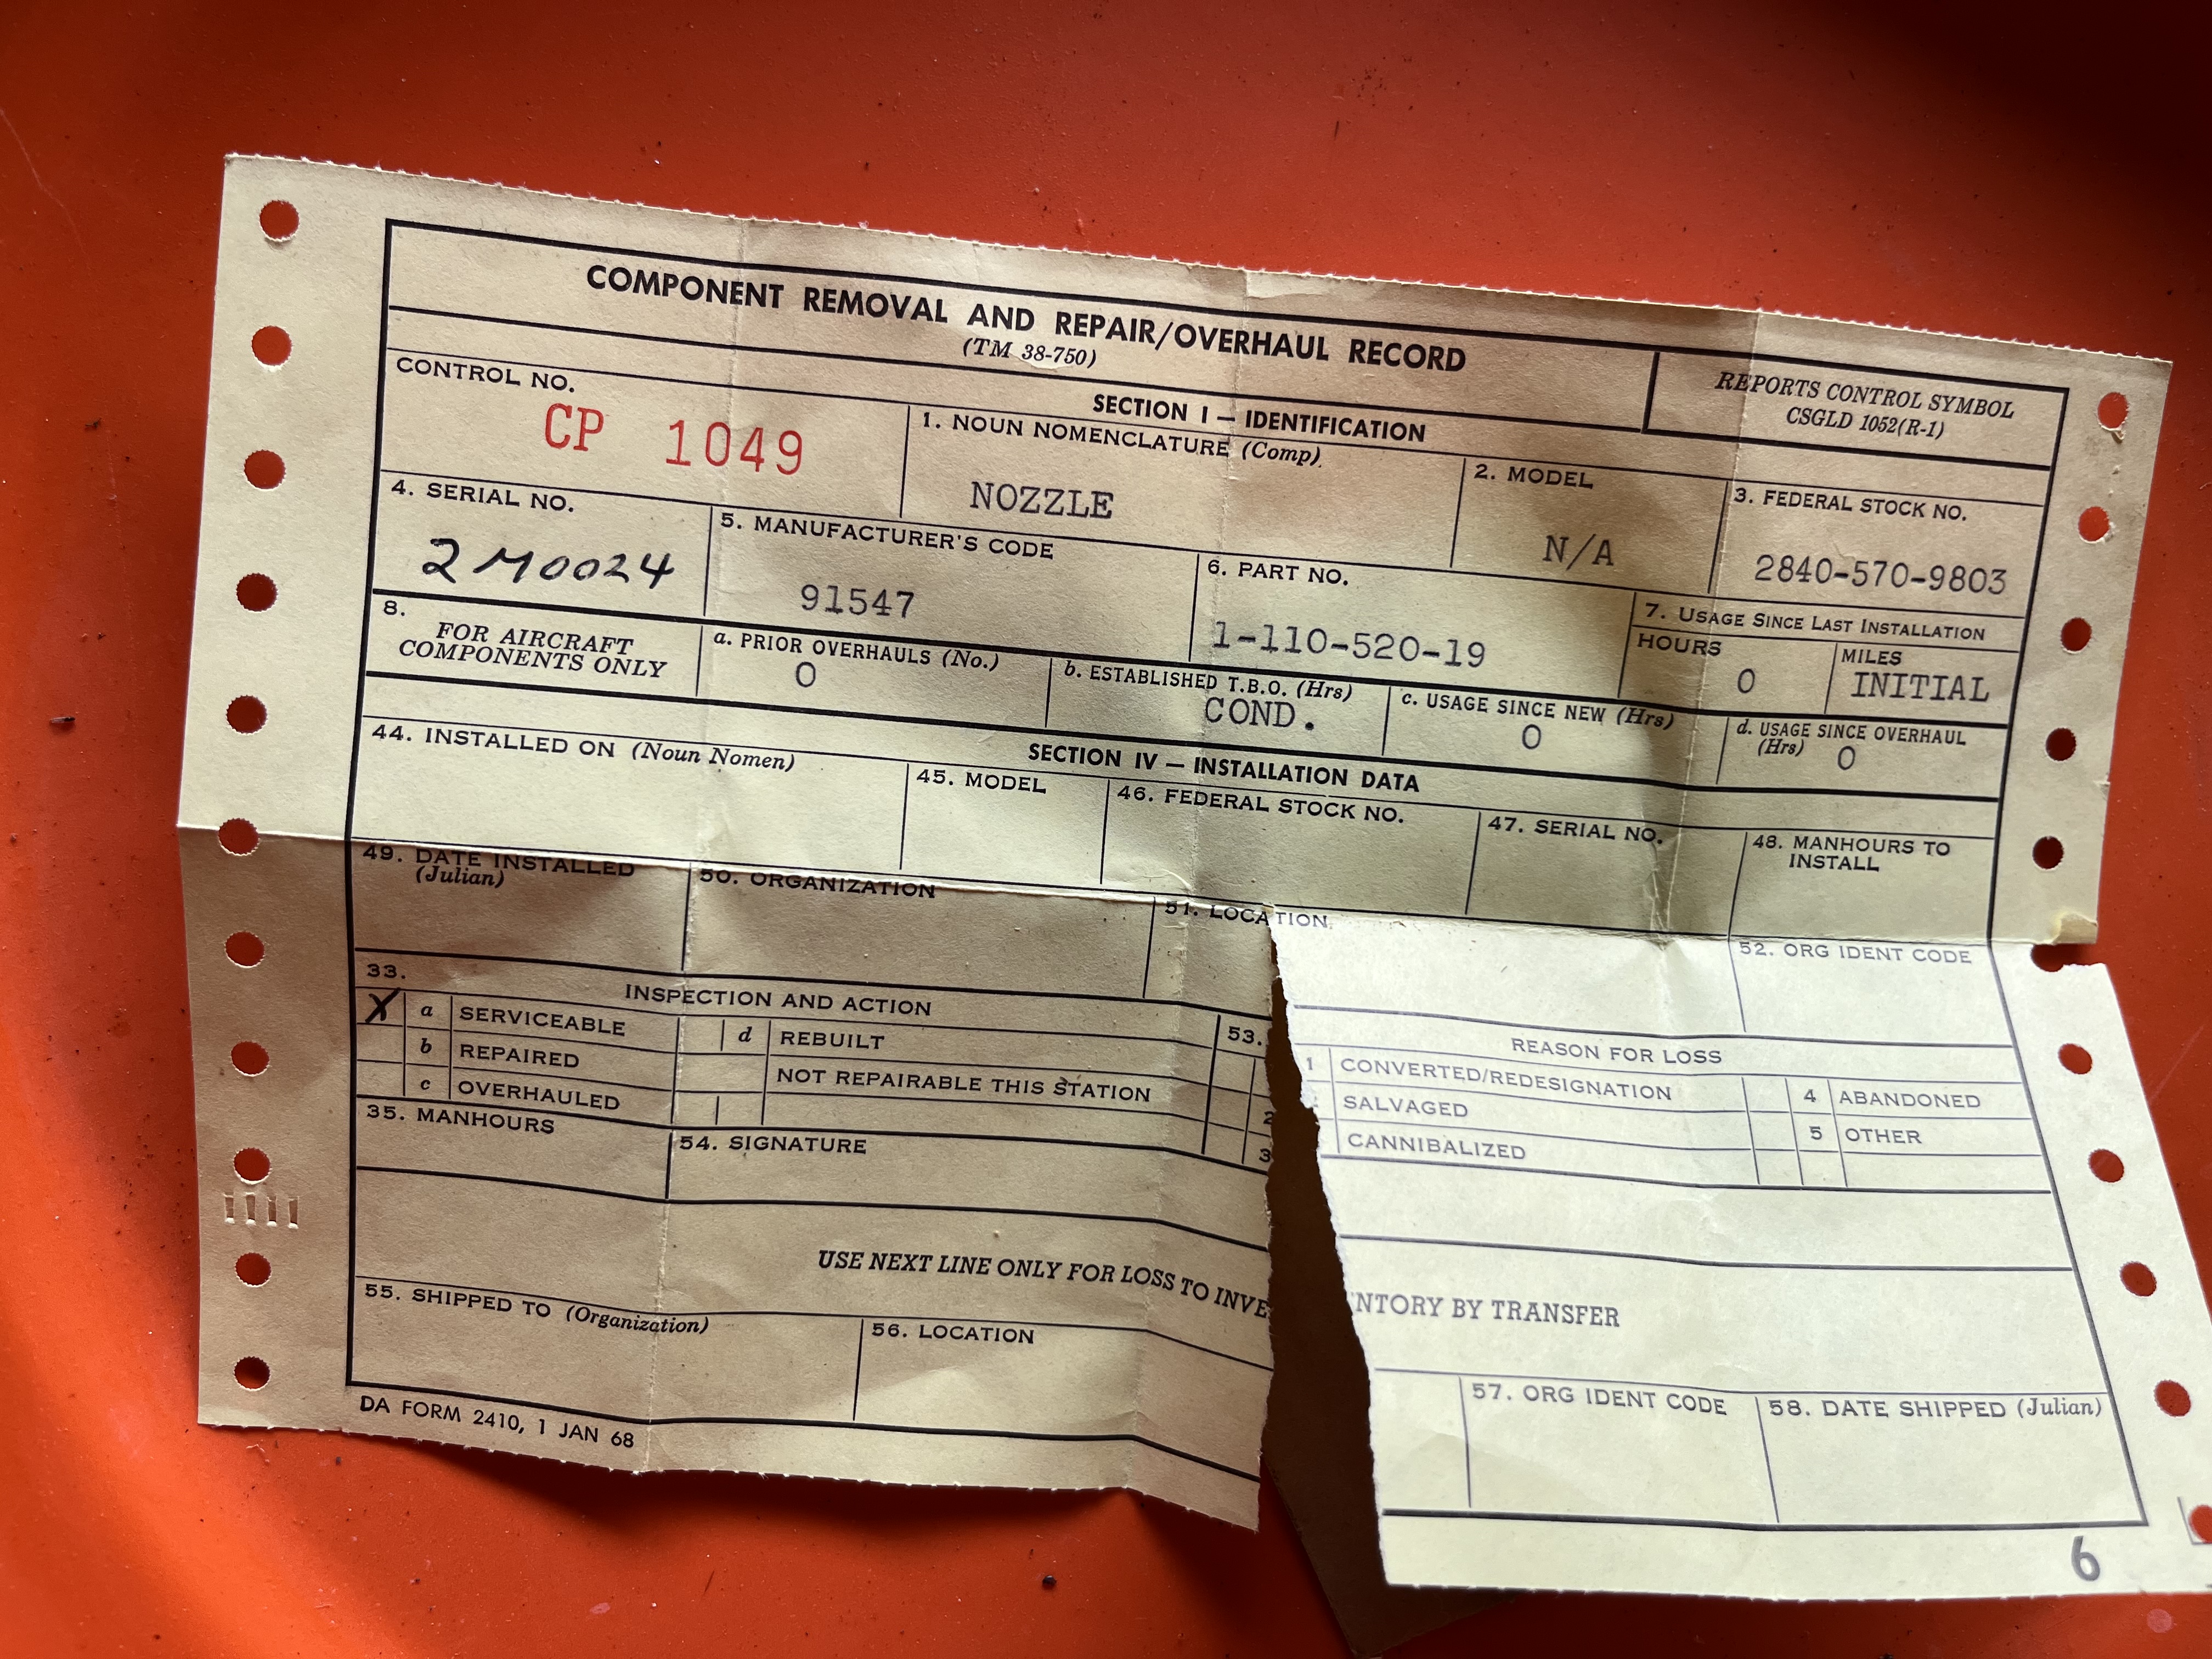 COMPONENT REMOVAL AND REPAIR/OVERHAUL RECORD
(TM 38-750)
REPORTS CONTROL SYMBOL
CSGLD 1052(R-1)
SECTION I — IDENTIFICATION
CONTROL NO.
CP 1049
1. NOUN NOMENCLATURE (Comp)
NOZZLE
2. MODEL
N/A
3. FEDERAL STOCK NO.
2840-570-9803
4. SERIAL NO.
2M0024
5. MANUFACTURER'S CODE
91547
6. PART NO.
1-110-520-19
7. USAGE SINCE LAST INSTALLATION
HOURS
0
MILES
INITIAL
8.
FOR AIRCRAFT
COMPONENTS ONLY
a. PRIOR OVERHAULS (No.)
0
b. ESTABLISHED T.B.O. (Hrs)
COND.
c. USAGE SINCE NEW (Hrs)
0
d. USAGE SINCE OVERHAUL
(Hrs) 0
SECTION IV — INSTALLATION DATA
44. INSTALLED ON (Noun Nomen)
45. MODEL
46. FEDERAL STOCK NO.
47. SERIAL NO.
48. MANHOURS TO
INSTALL
49. DATE INSTALLED
(Julian)
50. ORGANIZATION
51. LOCATION
52. ORG IDENT CODE
33.
INSPECTION AND ACTION
X a SERVICEABLE
b REPAIRED
c OVERHAULED
d REBUILT
NOT REPAIRABLE THIS STATION
53.
REASON FOR LOSS
1 CONVERTED/REDESIGNATION
2 SALVAGED
3 CANNIBALIZED
4 ABANDONED
5 OTHER
35. MANHOURS
54. SIGNATURE
USE NEXT LINE ONLY FOR LOSS TO INVENTORY BY TRANSFER
55. SHIPPED TO (Organization)
56. LOCATION
57. ORG IDENT CODE
58. DATE SHIPPED (Julian)
DA FORM 2410, 1 JAN 68
6